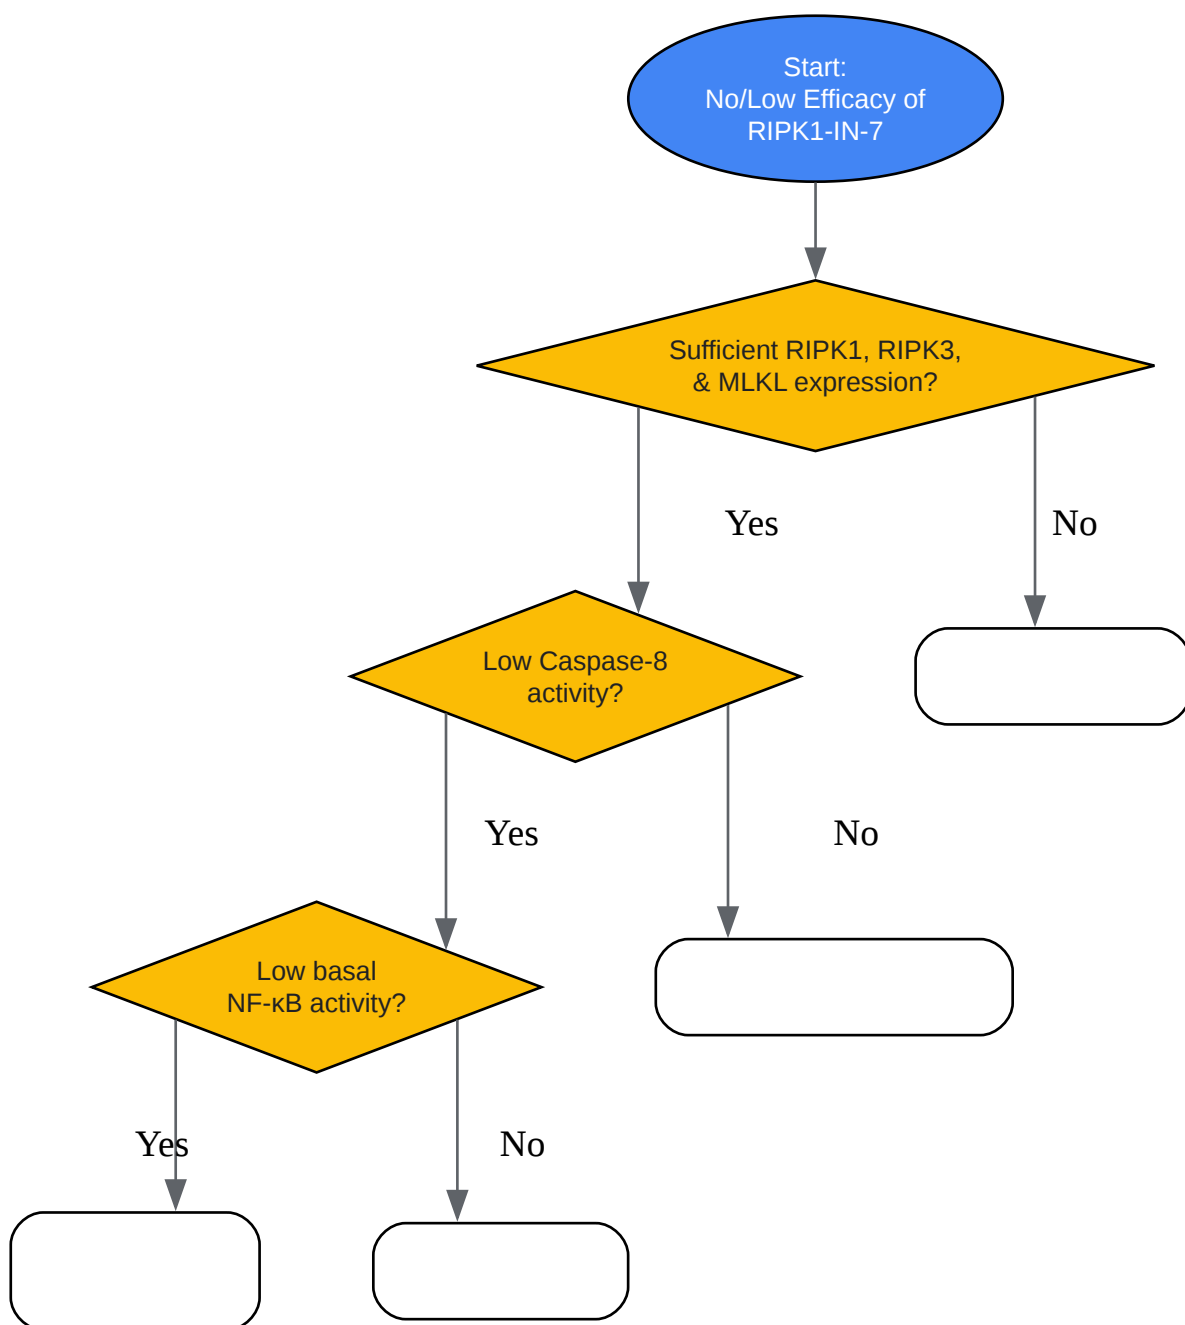 Start:
No/Low Efficacy of
RIPK1-IN-7
Sufficient RIPK1, RIPK3,
& MLKL expression?
Yes
No
Low Caspase-8
activity?
Yes
No
Low basal
NF-κB activity?
Yes
No